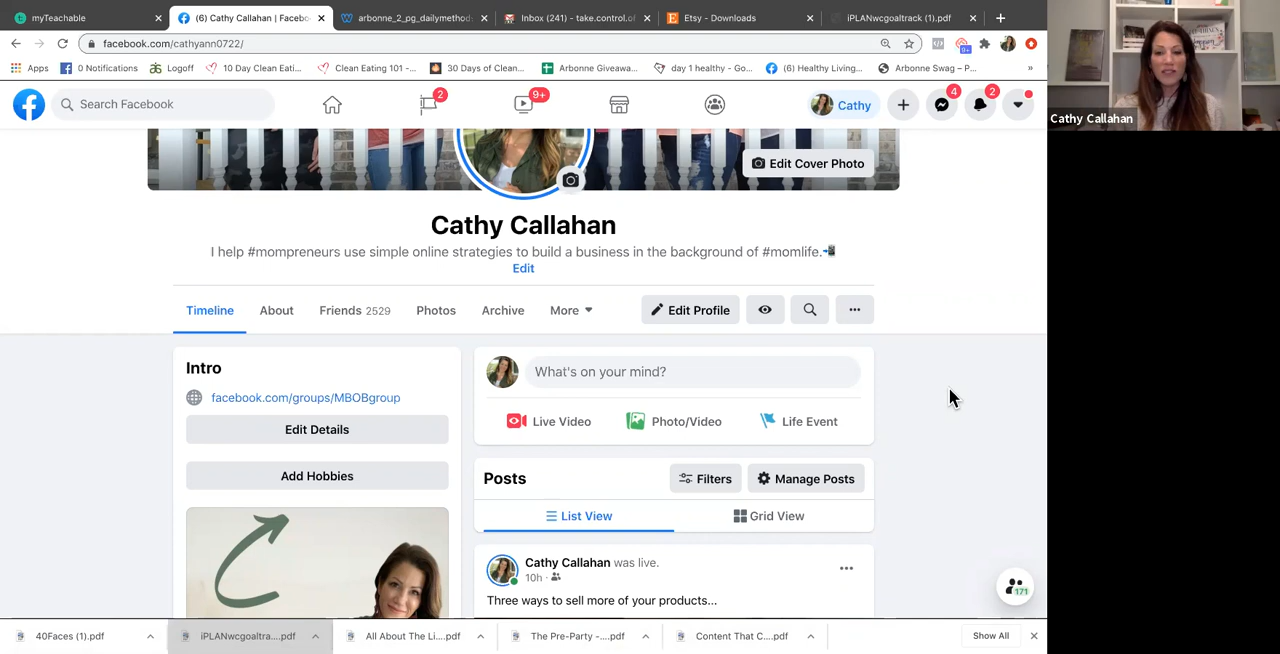 myTeachable
(6) Cathy Callahan | Facebo
arbonne_2_pg_dailymethod
Inbox (241) - take.control.of
Etsy - Downloads
iPLANwcgoaltrack (1).pdf
facebook.com/cathyann0722/
9+
Apps
0 Notifications
Logoff
10 Day Clean Eati...
Clean Eating 101 -...
30 Days of Clean...
Arbonne Giveawa...
day 1 healthy - Go...
(6) Healthy Living...
Arbonne Swag – P...
»
Search Facebook
2
9+
Cathy
4
2
Cathy Callahan
Edit Cover Photo
Cathy Callahan
I help #mompreneurs use simple online strategies to build a business in the background of #momlife.📲
Edit
Timeline
About
Friends 2529
Photos
Archive
More
Edit Profile
Intro
facebook.com/groups/MBOBgroup
Edit Details
Add Hobbies
What's on your mind?
Live Video
Photo/Video
Life Event
Posts
Filters
Manage Posts
List View
Grid View
Cathy Callahan was live.
10h ·
Three ways to sell more of your products...
171
40Faces (1).pdf
iPLANwcgoaltra....pdf
All About The Li....pdf
The Pre-Party -....pdf
Content That C....pdf
Show All